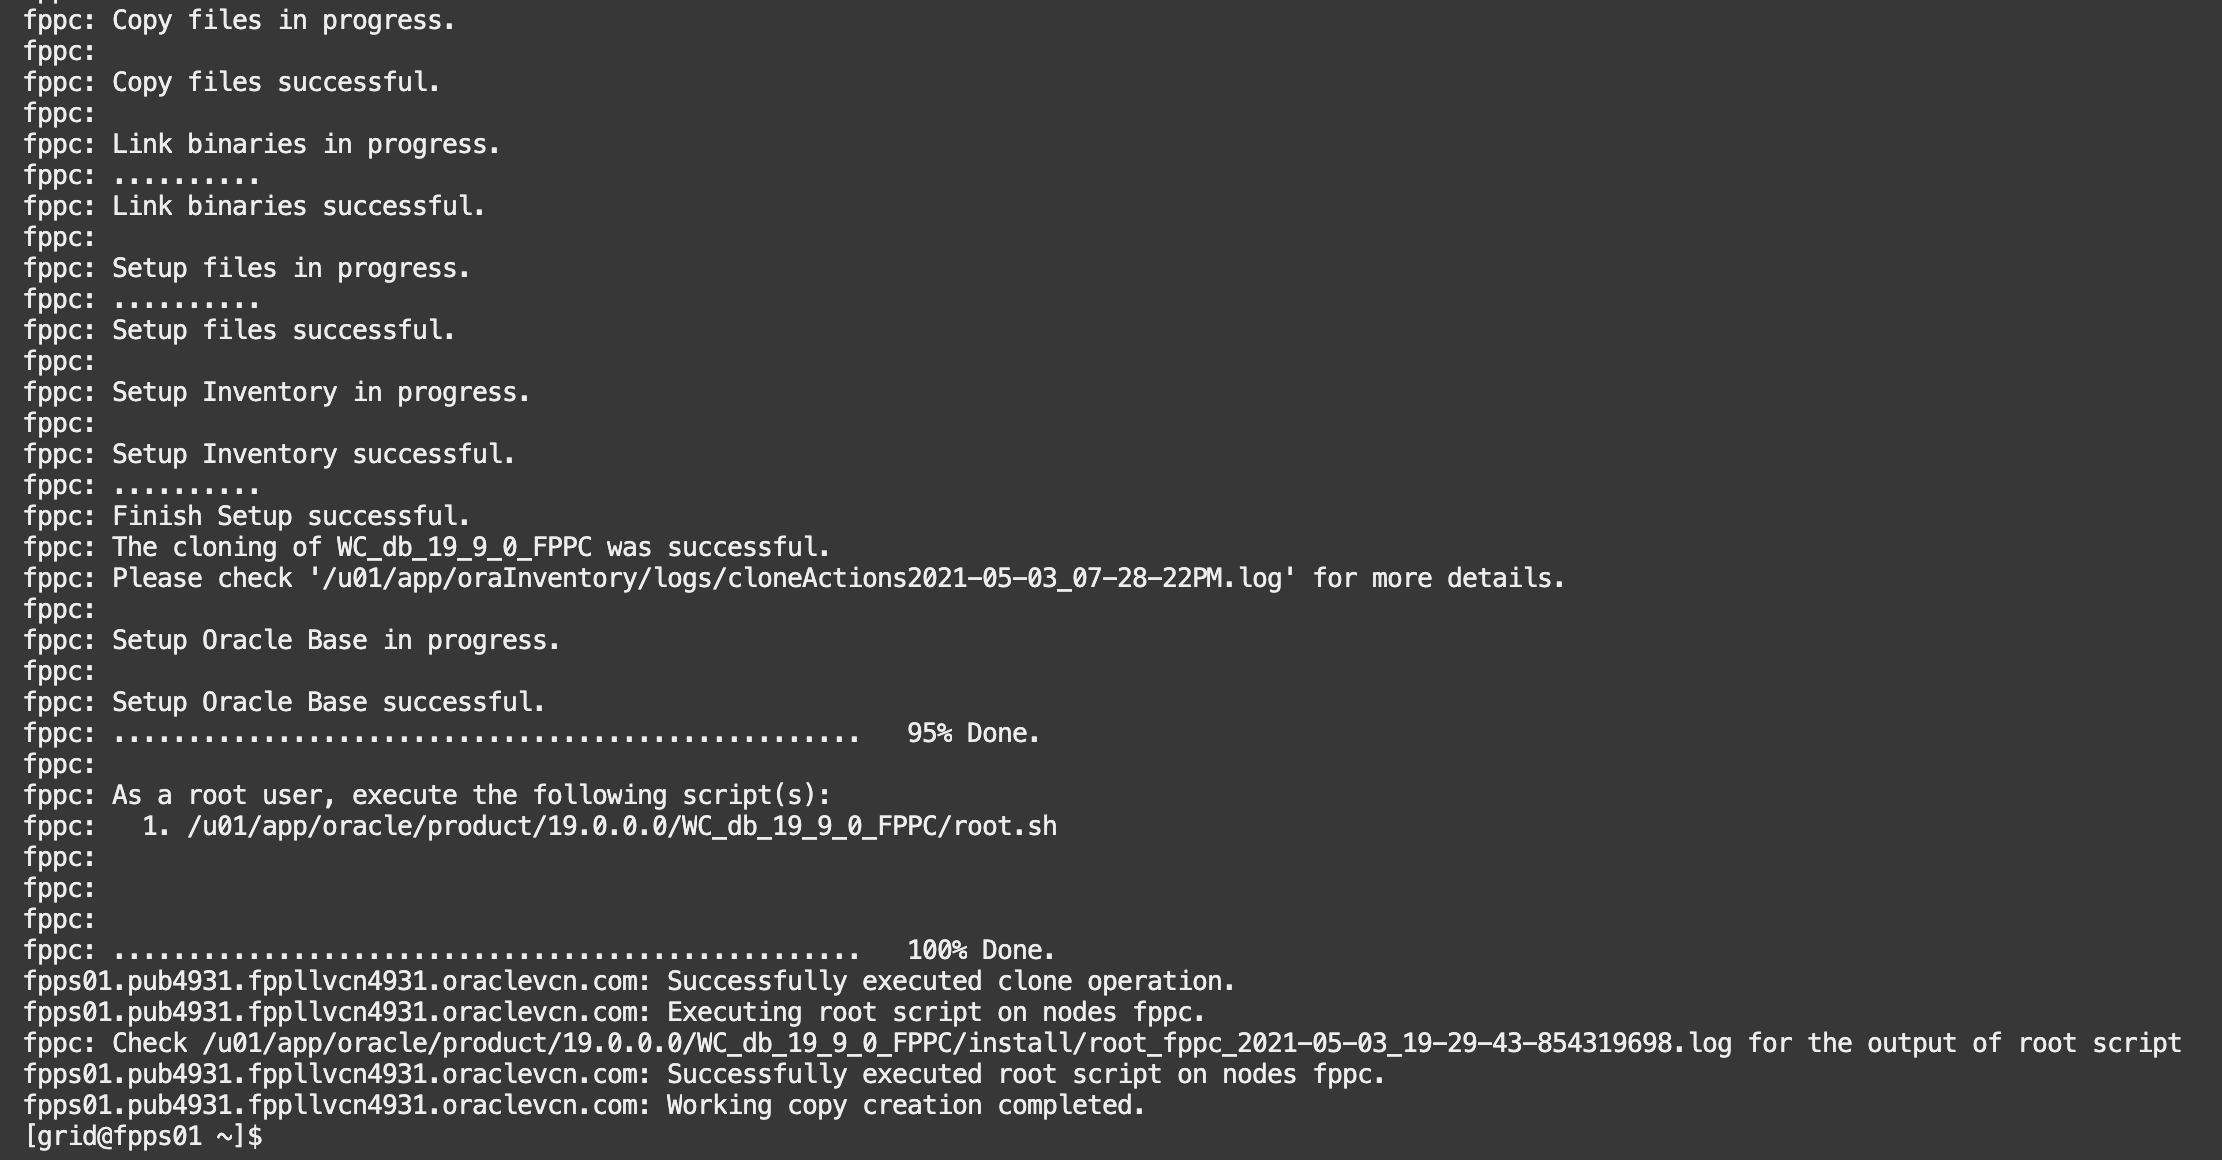 fppc: Copy files in progress.
fppc:
fppc: Copy files successful.
fppc:
fppc: Link binaries in progress.
fppc: ..........
fppc: Link binaries successful.
fppc:
fppc: Setup files in progress.
fppc: ..........
fppc: Setup files successful.
fppc:
fppc: Setup Inventory in progress.
fppc:
fppc: Setup Inventory successful.
fppc: ..........
fppc: Finish Setup successful.
fppc: The cloning of WC_db_19_9_0_FPPC was successful.
fppc: Please check '/u01/app/oraInventory/logs/cloneActions2021-05-03_07-28-22PM.log' for more details.
fppc:
fppc: Setup Oracle Base in progress.
fppc:
fppc: Setup Oracle Base successful.
fppc: ..................................................   95% Done.
fppc:
fppc: As a root user, execute the following script(s):
fppc:   1. /u01/app/oracle/product/19.0.0.0/WC_db_19_9_0_FPPC/root.sh
fppc:
fppc:
fppc:
fppc: ..................................................   100% Done.
fpps01.pub4931.fppllvcn4931.oraclevcn.com: Successfully executed clone operation.
fpps01.pub4931.fppllvcn4931.oraclevcn.com: Executing root script on nodes fppc.
fppc: Check /u01/app/oracle/product/19.0.0.0/WC_db_19_9_0_FPPC/install/root_fppc_2021-05-03_19-29-43-854319698.log for the output of root script
fpps01.pub4931.fppllvcn4931.oraclevcn.com: Successfully executed root script on nodes fppc.
fpps01.pub4931.fppllvcn4931.oraclevcn.com: Working copy creation completed.
[grid@fpps01 ~]$